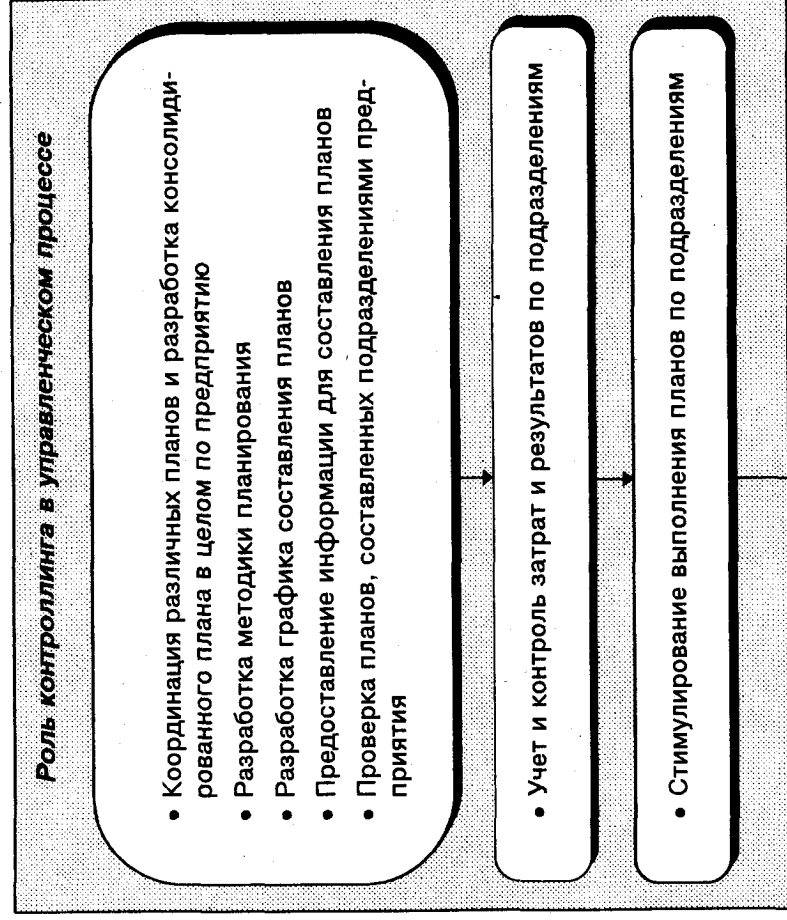 Роль контроллинга в управленческом процессе
• Координация различных планов и разработка консолиди-
рованного плана в целом по предприятию
• Разработка методики планирования
• Разработка графика составления планов
• Предоставление информации для составления планов
• Проверка планов, составленных подразделениями пред-
приятия
• Учет и контроль затрат и результатов по подразделениям
• Стимулирование выполнения планов по подразделениям